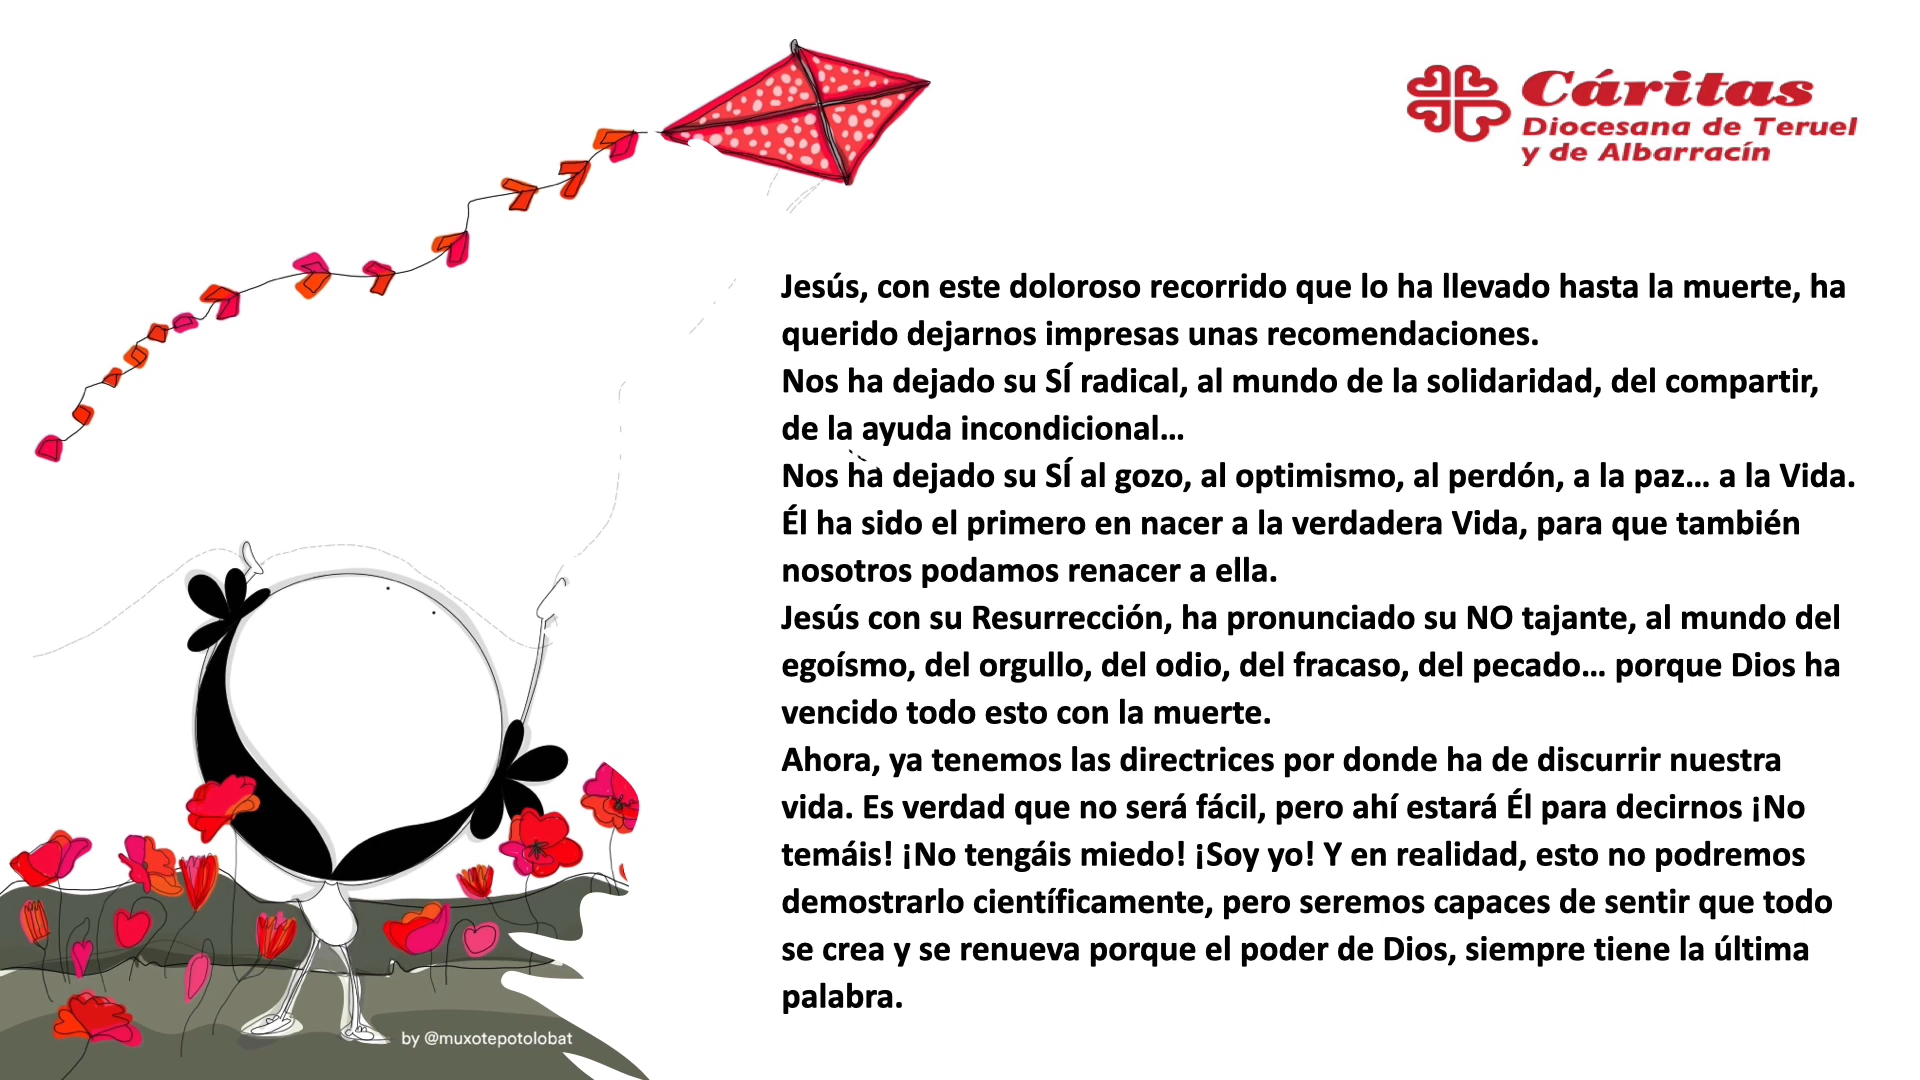 Cáritas
Diocesana de Teruel
y de Albarracín
Jesús, con este doloroso recorrido que lo ha llevado hasta la muerte, ha
querido dejarnos impresas unas recomendaciones.
Nos ha dejado su SÍ radical, al mundo de la solidaridad, del compartir,
de la ayuda incondicional…
Nos ha dejado su SÍ al gozo, al optimismo, al perdón, a la paz… a la Vida.
Él ha sido el primero en nacer a la verdadera Vida, para que también
nosotros podamos renacer a ella.
Jesús con su Resurrección, ha pronunciado su NO tajante, al mundo del
egoísmo, del orgullo, del odio, del fracaso, del pecado… porque Dios ha
vencido todo esto con la muerte.
Ahora, ya tenemos las directrices por donde ha de discurrir nuestra
vida. Es verdad que no será fácil, pero ahí estará Él para decirnos ¡No
temáis! ¡No tengáis miedo! ¡Soy yo! Y en realidad, esto no podremos
demostrarlo científicamente, pero seremos capaces de sentir que todo
se crea y se renueva porque el poder de Dios, siempre tiene la última
palabra.
by @muxotepotolobat